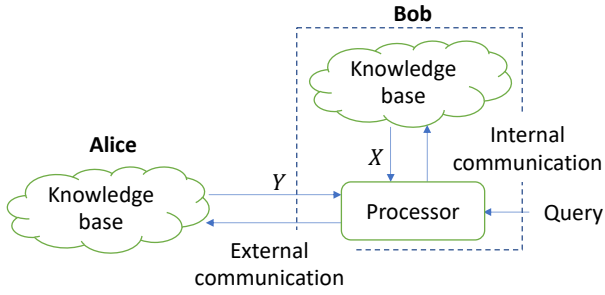 Bob
Knowledge
base
Alice
Internal
communication
X
Knowledge
base
Y
Processor
Query
External
communication